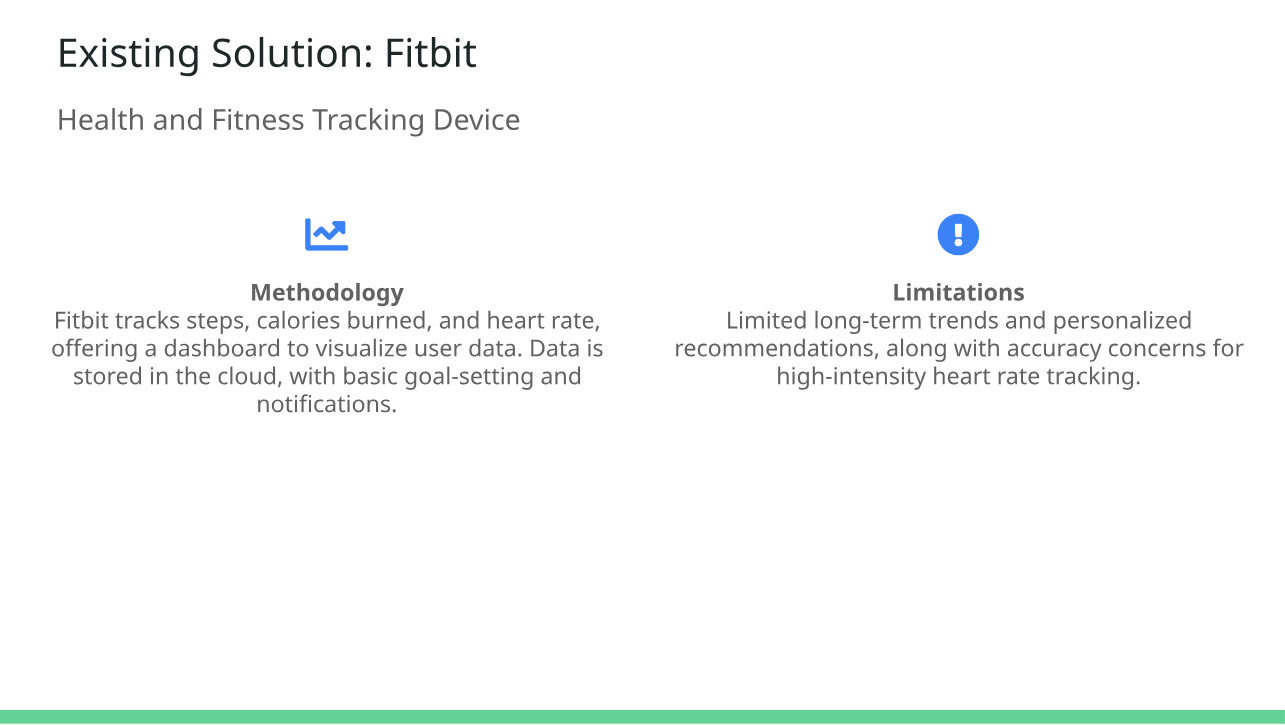 Existing Solution: Fitbit
Health and Fitness Tracking Device
Methodology
Fitbit tracks steps, calories burned, and heart rate,
offering a dashboard to visualize user data. Data is
stored in the cloud, with basic goal-setting and
notifications.
Limitations
Limited long-term trends and personalized
recommendations, along with accuracy concerns for
high-intensity heart rate tracking.